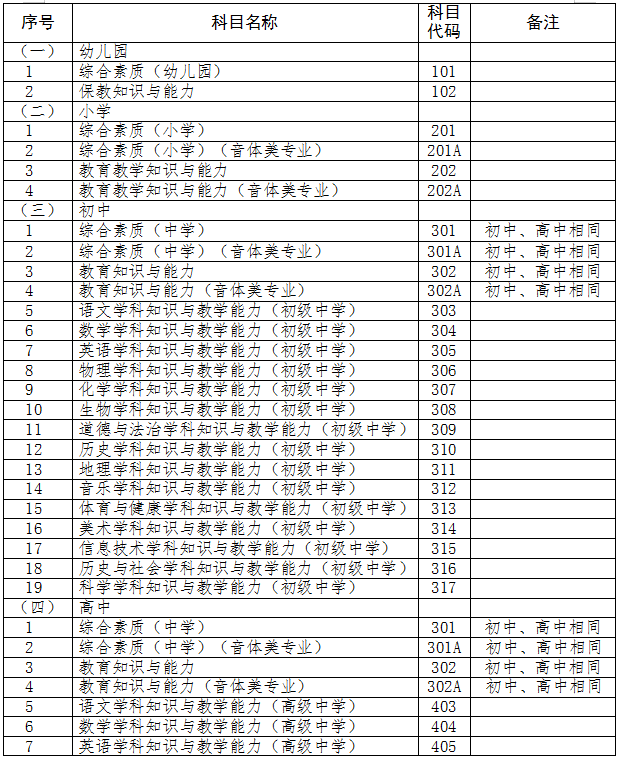 序号 科目名称 科目代码 备注
（一） 幼儿园
1 综合素质（幼儿园） 101
2 保教知识与能力 102
（二） 小学
1 综合素质（小学） 201
2 综合素质（小学）（音体美专业） 201A
3 教育教学知识与能力 202
4 教育教学知识与能力（音体美专业） 202A
（三） 初中
1 综合素质（中学） 301 初中、高中相同
2 综合素质（中学）（音体美专业） 301A 初中、高中相同
3 教育知识与能力 302 初中、高中相同
4 教育知识与能力（音体美专业） 302A 初中、高中相同
5 语文学科知识与教学能力（初级中学） 303
6 数学学科知识与教学能力（初级中学） 304
7 英语学科知识与教学能力（初级中学） 305
8 物理学科知识与教学能力（初级中学） 306
9 化学学科知识与教学能力（初级中学） 307
10 生物学科知识与教学能力（初级中学） 308
11 道德与法治学科知识与教学能力（初级中学） 309
12 历史学科知识与教学能力（初级中学） 310
13 地理学科知识与教学能力（初级中学） 311
14 音乐学科知识与教学能力（初级中学） 312
15 体育与健康学科知识与教学能力（初级中学） 313
16 美术学科知识与教学能力（初级中学） 314
17 信息技术学科知识与教学能力（初级中学） 315
18 历史与社会学科知识与教学能力（初级中学） 316
19 科学学科知识与教学能力（初级中学） 317
（四） 高中
1 综合素质（中学） 301 初中、高中相同
2 综合素质（中学）（音体美专业） 301A 初中、高中相同
3 教育知识与能力 302 初中、高中相同
4 教育知识与能力（音体美专业） 302A 初中、高中相同
5 语文学科知识与教学能力（高级中学） 403
6 数学学科知识与教学能力（高级中学） 404
7 英语学科知识与教学能力（高级中学） 405